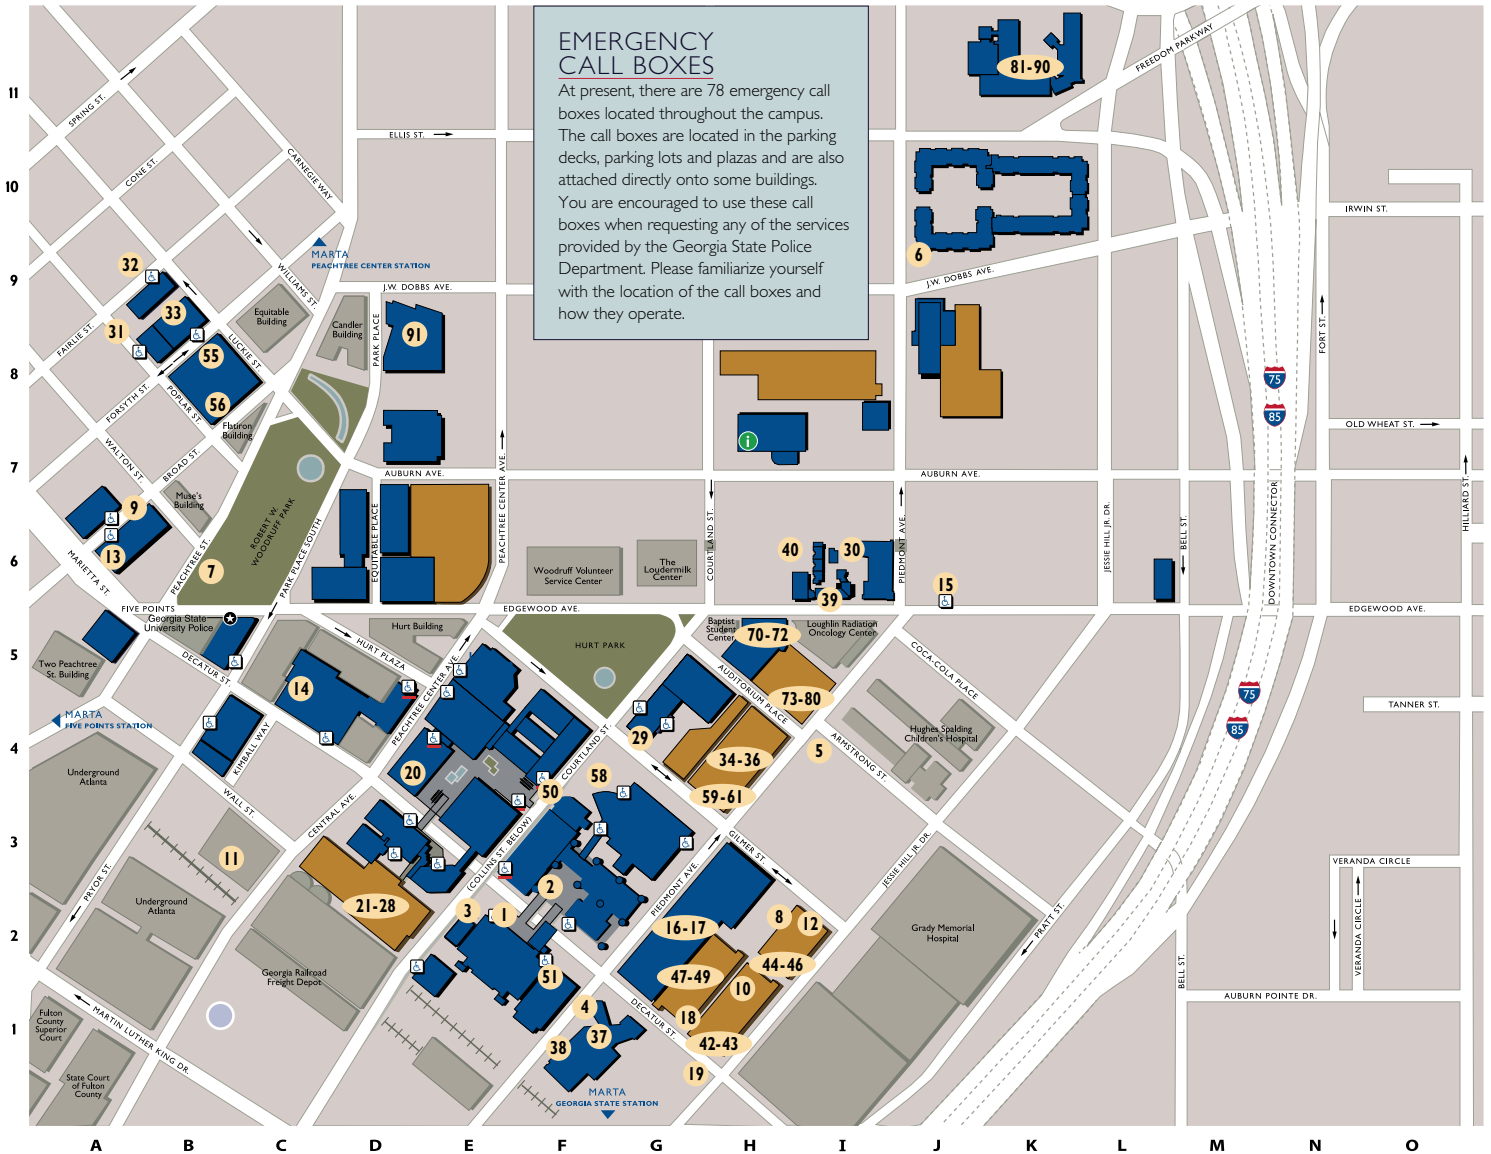 EMERGENCY
CALL BOXES
At present, there are 78 emergency call
boxes located throughout the campus.
The call boxes are located in the parking
decks, parking lots and plazas and are also
attached directly onto some buildings.
You are encouraged to use these call
boxes when requesting any of the services
provided by the Georgia State Police
Department. Please familiarize yourself
with the location of the call boxes and
how they operate.
11
10
9
8
7
6
5
4
3
2
1
SPRING ST.
CONE ST.
CARNEGIE WAY
ELLIS ST.
FREEDOM PARKWAY
81-90
IRWIN ST.
MARTA
PEACHTREE CENTER STATION
WILLIAMS ST.
J.W. DOBBS AVE.
J.W. DOBBS AVE.
6
32
33
31
FAIRLIE ST.
LUCKIE ST.
Equitable
Building
Candler
Building
PARK PLACE
91
FORT ST.
75
85
55
56
FORSYTH ST.
POPLAR ST.
Flatiron
Building
i
OLD WHEAT ST.
WALTON ST.
BROAD ST.
AUBURN AVE.
AUBURN AVE.
PEACHTREE CENTER AVE.
Muse's
Building
9
13
7
ROBERT W.
WOODRUFF PARK
PEACHTREE ST.
PARK PLACE SOUTH
EQUITABLE PLACE
MARIETTA ST.
Woodruff Volunteer
Service Center
The
Loudermilk
Center
COURTLAND ST.
40
30
39
PIEDMONT AVE.
15
JESSIE HILL JR. DR.
BELL ST.
DOWNTOWN CONNECTOR
HILLIARD ST.
FIVE POINTS
EDGEWOOD AVE.
EDGEWOOD AVE.
Georgia State
University Police
Two Peachtree
St. Building
DECATUR ST.
HURT PLAZA
Hurt Building
HURT PARK
Baptist
Student
Center
70-72
Loughlin Radiation
Oncology Center
COCA-COLA PLACE
14
PEACHTREE CENTER AVE.
AUDITORIUM PLACE
73-80
75
85
TANNER ST.
MARTA
FIVE POINTS STATION
KIMBALL WAY
29
34-36
5
ARMSTRONG ST.
Hughes Spalding
Children's Hospital
Underground
Atlanta
20
COURTLAND ST.
58
50
59-61
WALL ST.
CENTRAL AVE.
(COLLINS ST. BELOW)
GILMER ST.
JESSIE HILL JR. DR.
11
PRYOR ST.
VERANDA CIRCLE
VERANDA CIRCLE
Underground
Atlanta
21-28
3
1
2
PIEDMONT AVE.
16-17
8
12
Grady Memorial
Hospital
PRATT ST.
BELL ST.
Georgia Railroad
Freight Depot
51
47-49
44-46
10
AUBURN POINTE DR.
MARTIN LUTHER KING DR.
Fulton
County
Superior
Court
4
37
38
DECATUR ST.
18
42-43
19
State Court
of Fulton
County
MARTA
GEORGIA STATE STATION
A B C D E F G H I J K L M N O